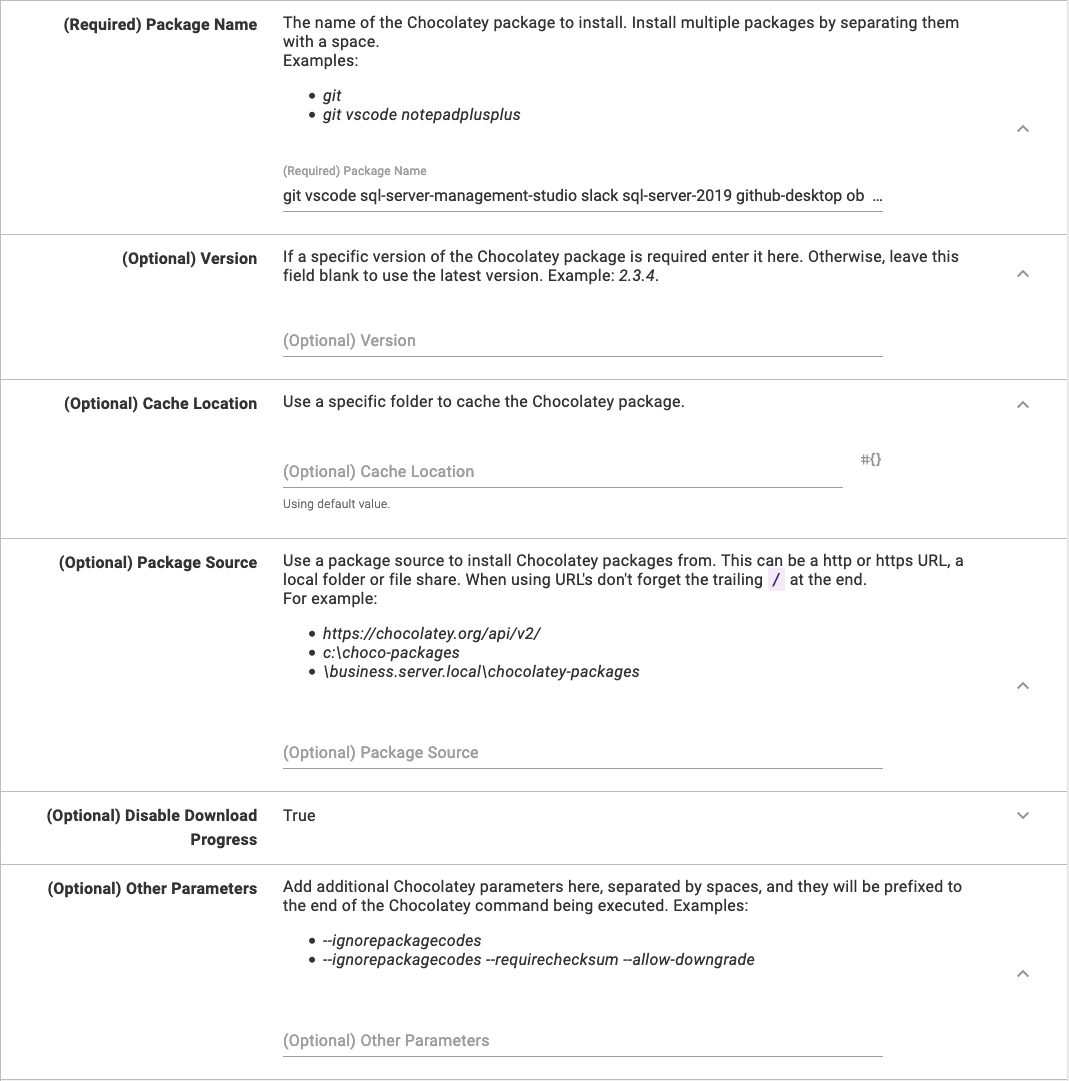 (Required) Package Name
The name of the Chocolatey package to install. Install multiple packages by separating them
with a space.
Examples:
• git
• git vscode notepadplusplus
(Required) Package Name
git vscode sql-server-management-studio slack sql-server-2019 github-desktop ob ...
(Optional) Version
If a specific version of the Chocolatey package is required enter it here. Otherwise, leave this
field blank to use the latest version. Example: 2.3.4.
(Optional) Version
(Optional) Cache Location
Use a specific folder to cache the Chocolatey package.
(Optional) Cache Location
#{}
Using default value.
(Optional) Package Source
Use a package source to install Chocolatey packages from. This can be a http or https URL, a
local folder or file share. When using URL's don't forget the trailing / at the end.
For example:
• https://chocolatey.org/api/v2/
• c:\choco-packages
• \business.server.local\chocolatey-packages
(Optional) Package Source
(Optional) Disable Download
Progress
True
(Optional) Other Parameters
Add additional Chocolatey parameters here, separated by spaces, and they will be prefixed to
the end of the Chocolatey command being executed. Examples:
• --ignorepackagecodes
• --ignorepackagecodes --requirechecksum --allow-downgrade
(Optional) Other Parameters